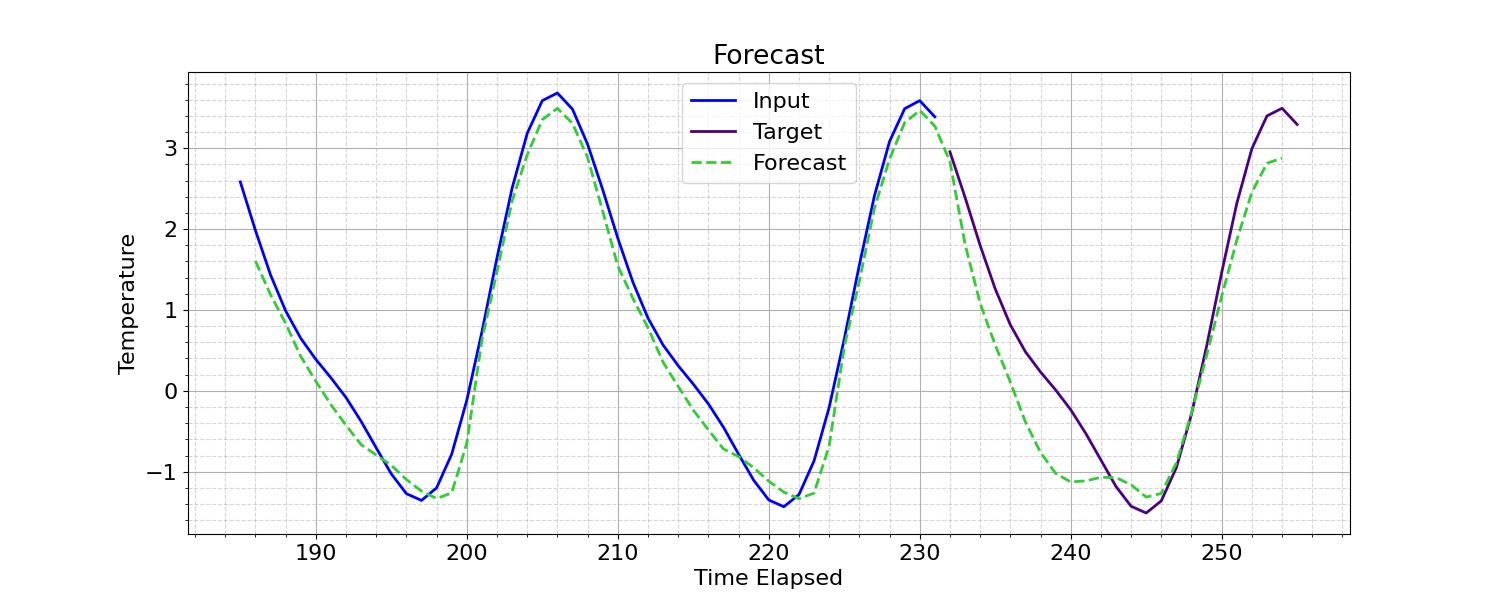 Forecast
Input
Target
Forecast
Temperature
3
2
1
0
−1
190 200 210 220 230 240 250
Time Elapsed